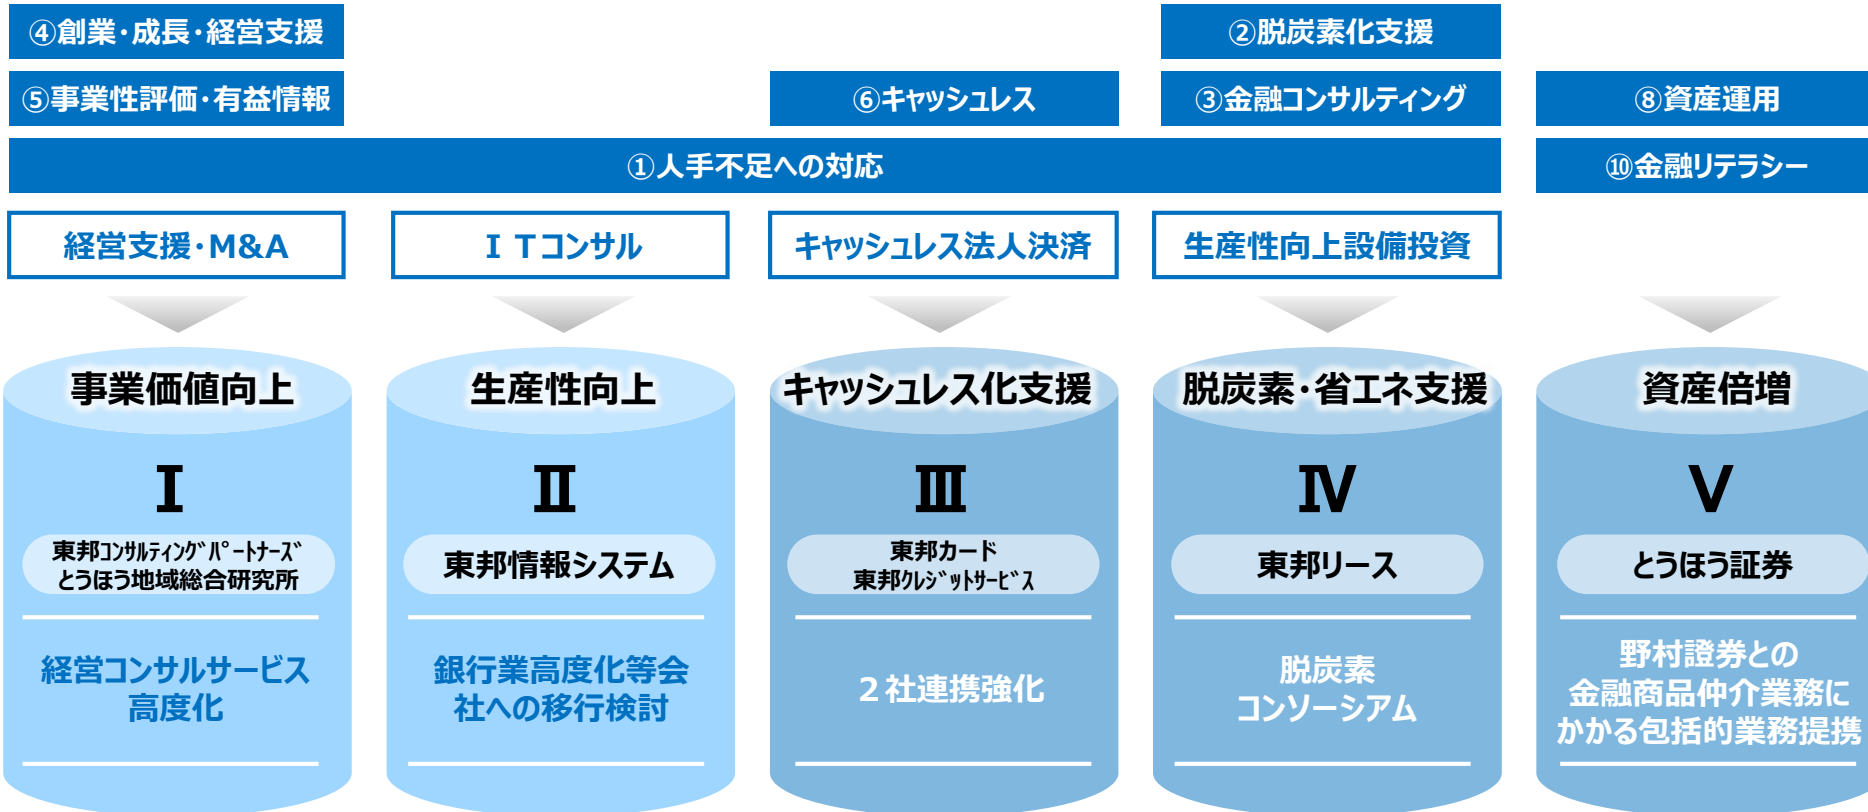 ④創業・成長・経営支援
②脱炭素化支援
⑤事業性評価・有益情報
⑥キャッシュレス
③金融コンサルティング
⑧資産運用
①人手不足への対応
⑩金融リテラシー
経営支援・M&A
ＩＴコンサル
キャッシュレス法人決済
生産性向上設備投資
事業価値向上
Ⅰ
東邦ｺﾝｻﾙﾃｨﾝｸﾞﾊﾟｰﾄﾅｰｽﾞ
とうほう地域総合研究所
経営コンサルサービス
高度化
生産性向上
Ⅱ
東邦情報システム
銀行業高度化等会
社への移行検討
キャッシュレス化支援
Ⅲ
東邦カード
東邦ｸﾚｼﾞｯﾄｻｰﾋﾞｽ
２社連携強化
脱炭素・省エネ支援
Ⅳ
東邦リース
脱炭素
コンソーシアム
資産倍増
Ⅴ
とうほう証券
野村證券との
金融商品仲介業務に
かかる包括的業務提携